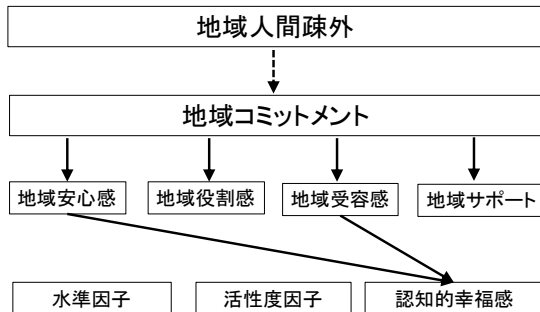 地域人間疎外
地域コミットメント
地域安心感 地域役割感 地域受容感 地域サポート
水準因子 活性度因子 認知的幸福感